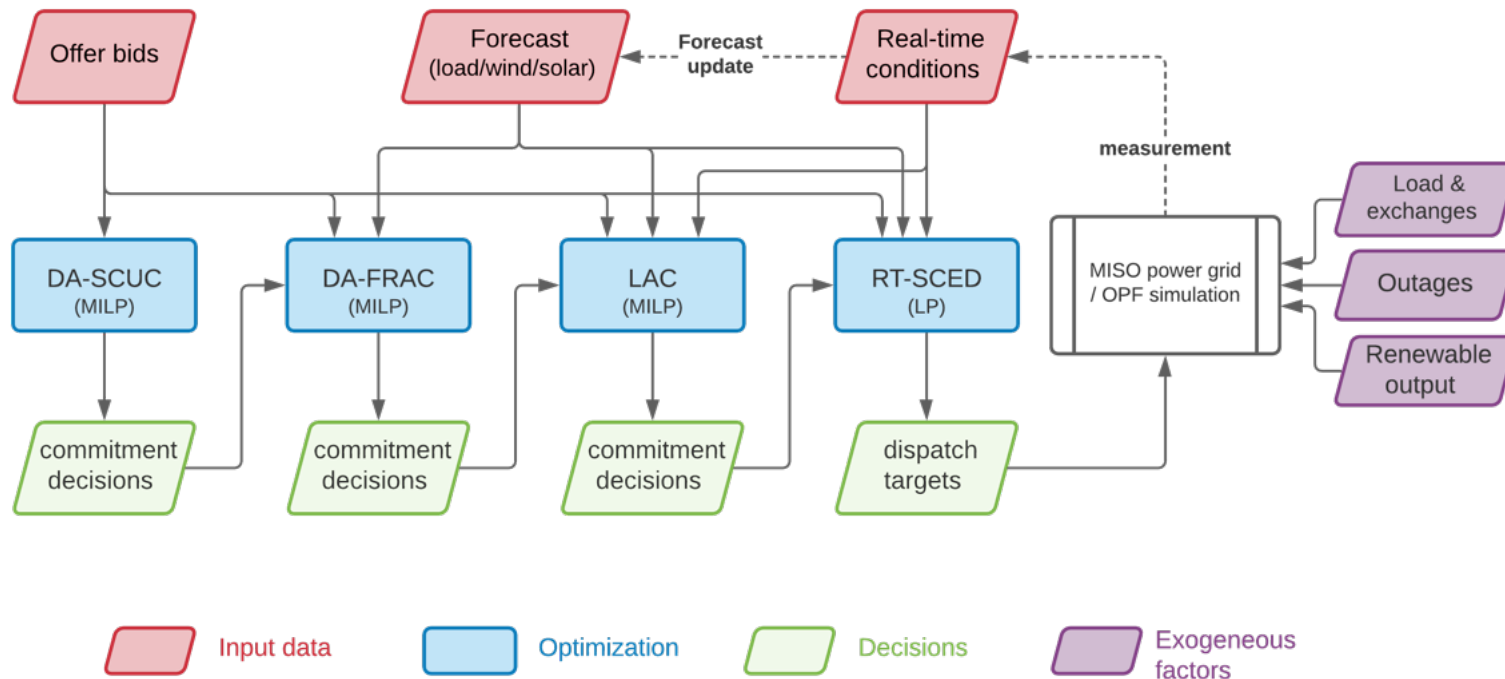 Offer bids
Forecast
(load/wind/solar)
Forecast
update
Real-time
conditions
measurement
Load &
exchanges
DA-SCUC
(MILP)
DA-FRAC
(MILP)
LAC
(MILP)
RT-SCED
(LP)
MISO power grid
/ OPF simulation
Outages
Renewable
output
commitment
decisions
commitment
decisions
commitment
decisions
dispatch
targets
Input data
Optimization
Decisions
Exogeneous
factors